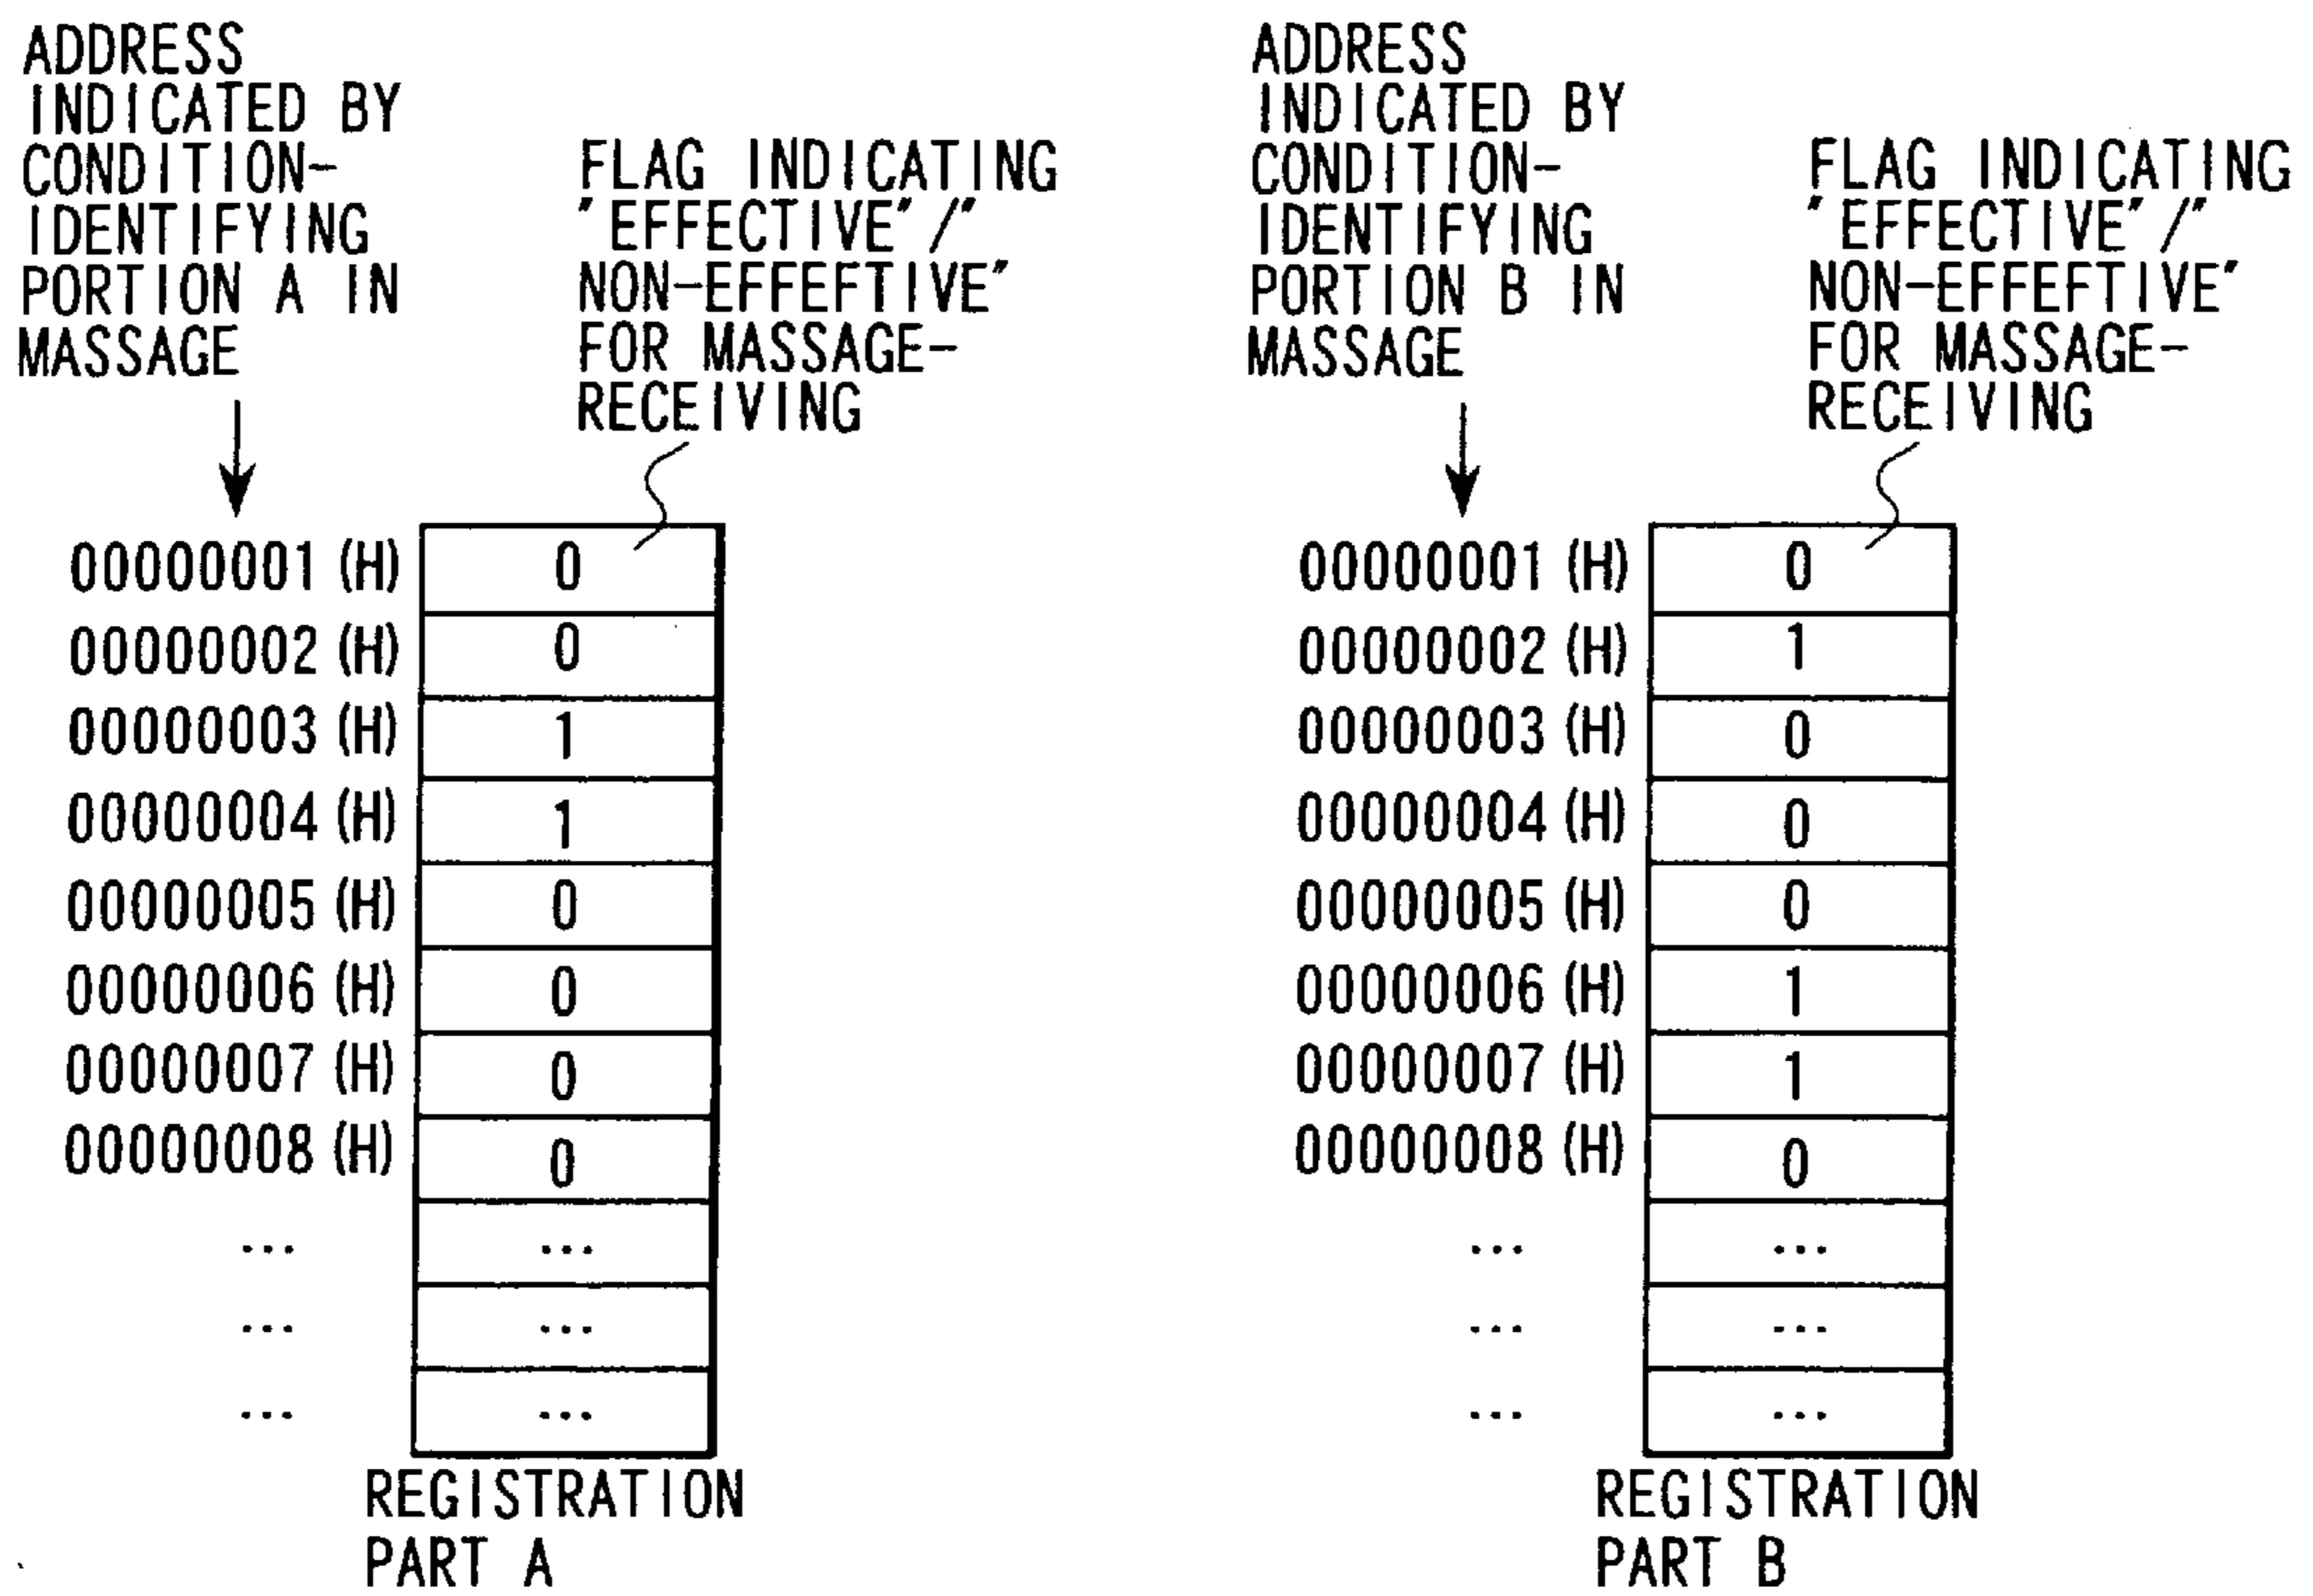 ADDRESS
INDICATED BY
CONDITION-
IDENTIFYING
PORTION A IN
MASSAGE
FLAG INDICATING
"EFFECTIVE"/"
NON-EFFEFTIVE"
FOR MASSAGE-
RECEIVING
00000001 (H) 0
00000002 (H) 0
00000003 (H) 1
00000004 (H) 1
00000005 (H) 0
00000006 (H) 0
00000007 (H) 0
00000008 (H) 0
... ...
... ...
... ...
REGISTRATION
PART A
ADDRESS
INDICATED BY
CONDITION-
IDENTIFYING
PORTION B IN
MASSAGE
FLAG INDICATING
"EFFECTIVE"/"
NON-EFFEFTIVE"
FOR MASSAGE-
RECEIVING
00000001 (H) 0
00000002 (H) 1
00000003 (H) 0
00000004 (H) 0
00000005 (H) 0
00000006 (H) 1
00000007 (H) 1
00000008 (H) 0
... ...
... ...
... ...
REGISTRATION
PART B